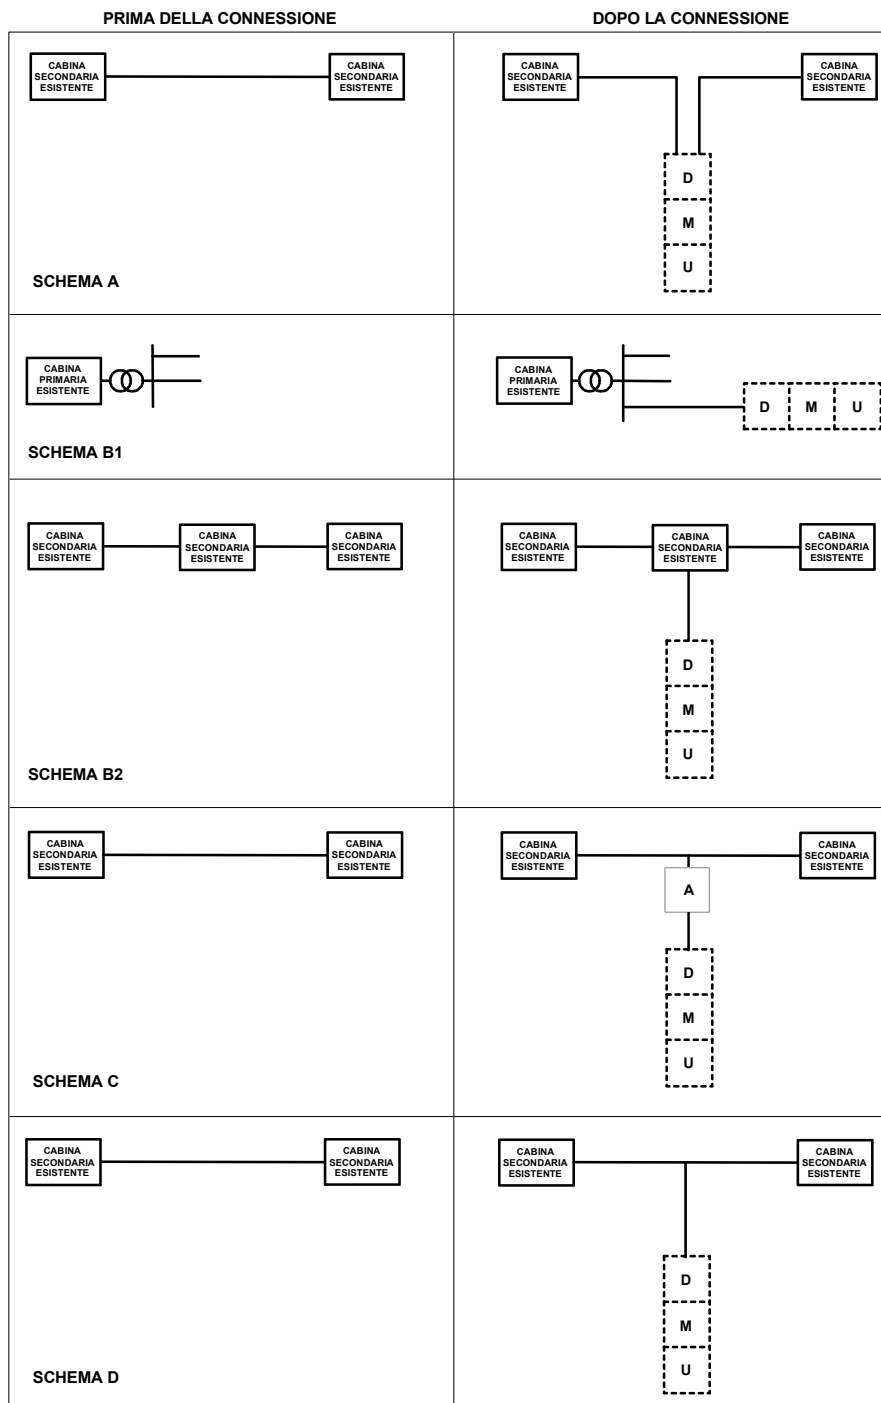 PRIMA DELLA CONNESSIONE
DOPO LA CONNESSIONE
CABINA
SECONDARIA
ESISTENTE
CABINA
SECONDARIA
ESISTENTE
CABINA
SECONDARIA
ESISTENTE
CABINA
SECONDARIA
ESISTENTE
D
M
U
SCHEMA A
CABINA
PRIMARIA
ESISTENTE
CABINA
PRIMARIA
ESISTENTE
D M U
SCHEMA B1
CABINA
SECONDARIA
ESISTENTE
CABINA
SECONDARIA
ESISTENTE
CABINA
SECONDARIA
ESISTENTE
CABINA
SECONDARIA
ESISTENTE
CABINA
SECONDARIA
ESISTENTE
CABINA
SECONDARIA
ESISTENTE
D
M
U
SCHEMA B2
CABINA
SECONDARIA
ESISTENTE
CABINA
SECONDARIA
ESISTENTE
CABINA
SECONDARIA
ESISTENTE
CABINA
SECONDARIA
ESISTENTE
A
D
M
U
SCHEMA C
CABINA
SECONDARIA
ESISTENTE
CABINA
SECONDARIA
ESISTENTE
CABINA
SECONDARIA
ESISTENTE
CABINA
SECONDARIA
ESISTENTE
D
M
U
SCHEMA D